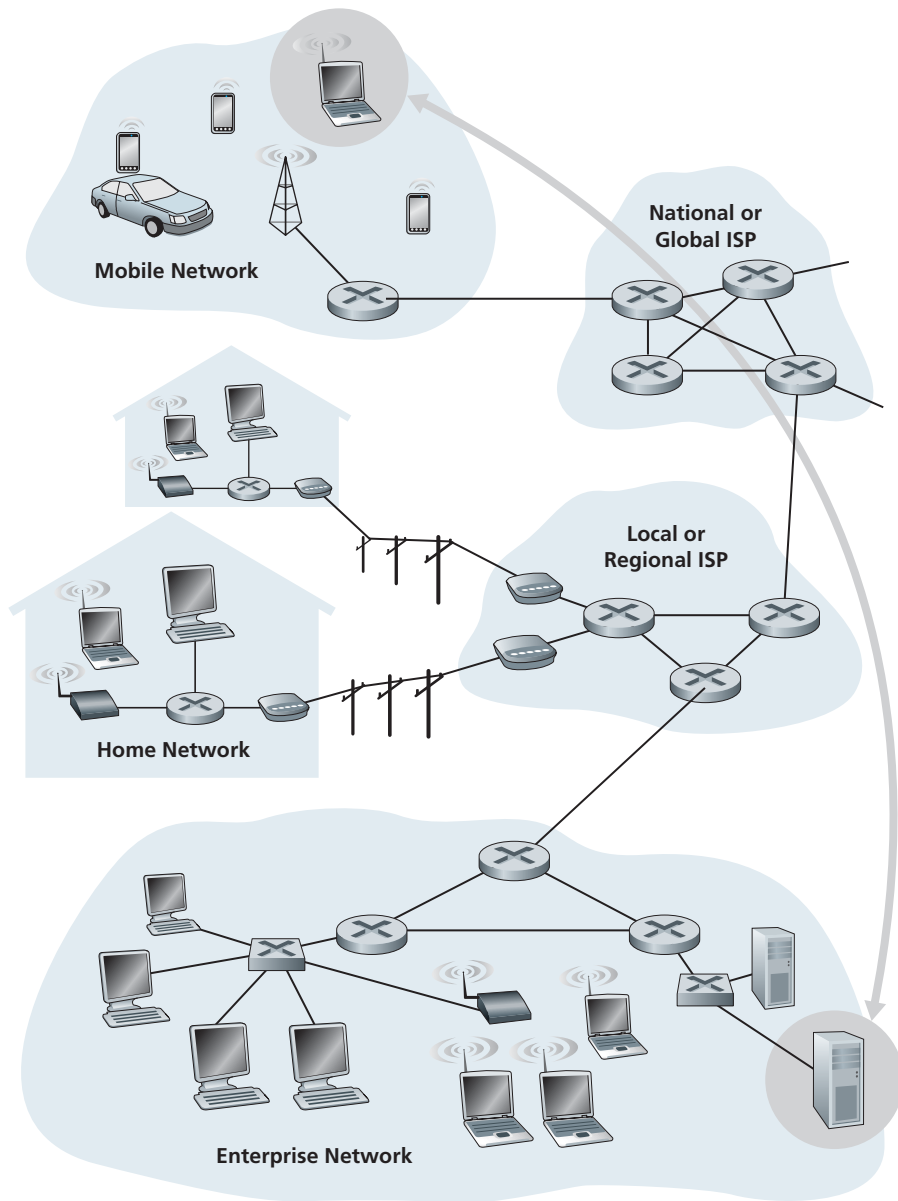 National or
Global ISP
Mobile Network
Local or
Regional ISP
Home Network
Enterprise Network